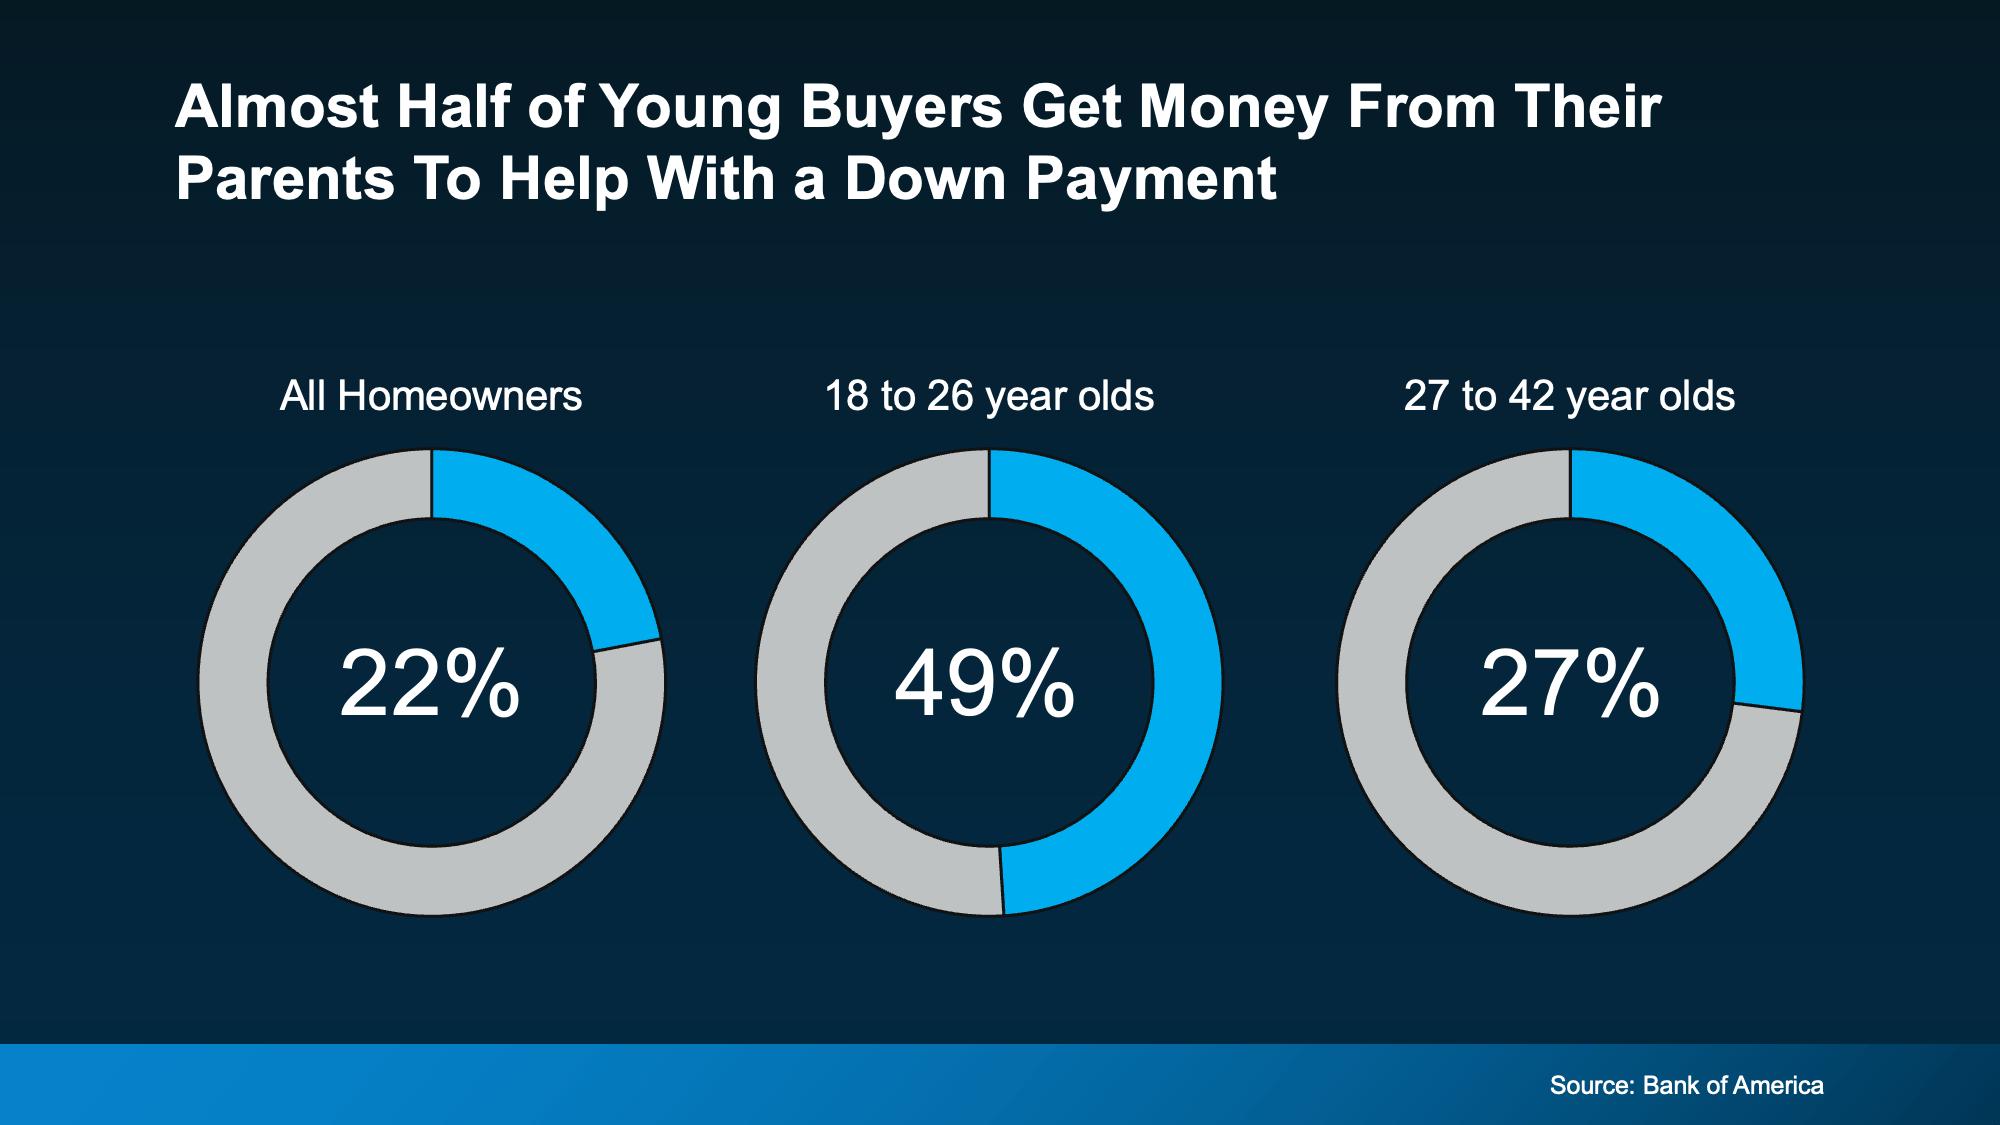 Almost Half of Young Buyers Get Money From Their
Parents To Help With a Down Payment
All Homeowners
18 to 26 year olds
27 to 42 year olds
22%
49%
27%
Source: Bank of America